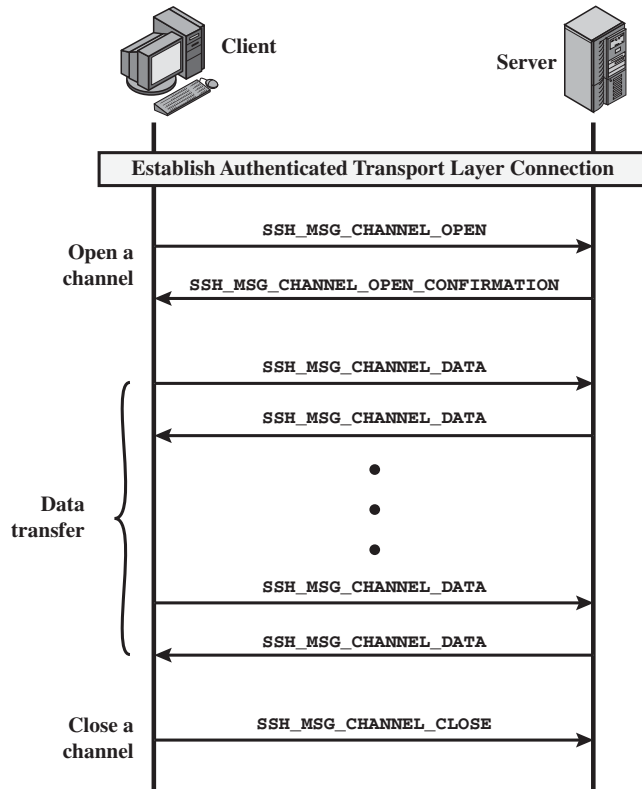 Client
Server
Establish Authenticated Transport Layer Connection
SSH_MSG_CHANNEL_OPEN
Open a
channel
SSH_MSG_CHANNEL_OPEN_CONFIRMATION
SSH_MSG_CHANNEL_DATA
SSH_MSG_CHANNEL_DATA
Data
transfer
SSH_MSG_CHANNEL_DATA
SSH_MSG_CHANNEL_DATA
Close a
channel
SSH_MSG_CHANNEL_CLOSE